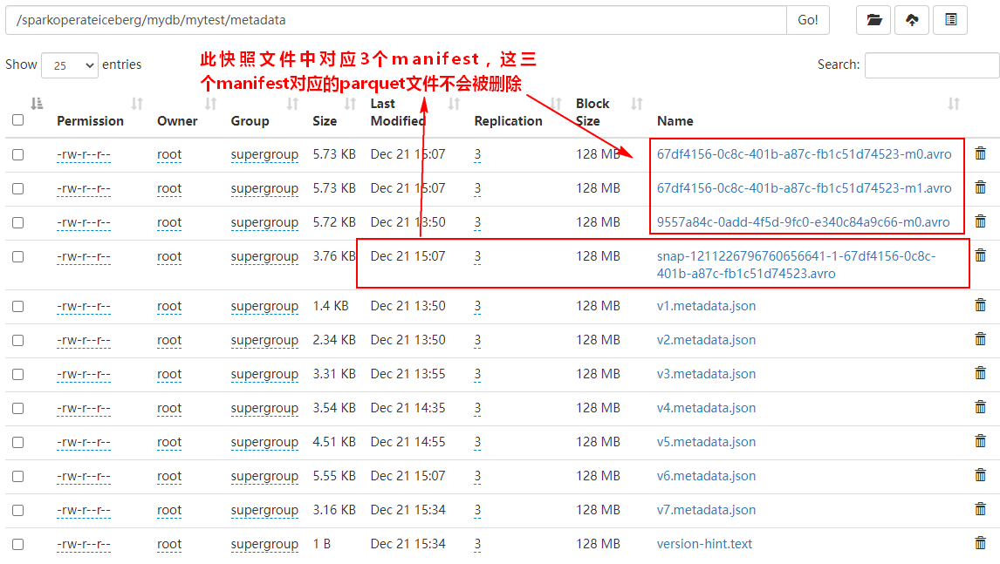 /sparkoperateiceberg/mydb/mytest/metadata Go!
Show 25 entries Search:
此快照文件中对应3个manifest，这三
个manifest对应的parquet文件不会被删除
Permission Owner Group Size Last Modified Replication Block Size Name
-rw-r--r-- root supergroup 5.73 KB Dec 21 15:07 3 128 MB 67df4156-0c8c-401b-a87c-fb1c51d74523-m0.avro
-rw-r--r-- root supergroup 5.73 KB Dec 21 15:07 3 128 MB 67df4156-0c8c-401b-a87c-fb1c51d74523-m1.avro
-rw-r--r-- root supergroup 5.72 KB Dec 21 13:50 3 128 MB 9557a84c-0add-4f5d-9fc0-e340c84a9c66-m0.avro
-rw-r--r-- root supergroup 3.76 KB Dec 21 15:07 3 128 MB snap-1211226796760656641-1-67df4156-0c8c-
401b-a87c-fb1c51d74523.avro
-rw-r--r-- root supergroup 1.4 KB Dec 21 13:50 3 128 MB v1.metadata.json
-rw-r--r-- root supergroup 2.34 KB Dec 21 13:50 3 128 MB v2.metadata.json
-rw-r--r-- root supergroup 3.31 KB Dec 21 13:55 3 128 MB v3.metadata.json
-rw-r--r-- root supergroup 3.54 KB Dec 21 14:35 3 128 MB v4.metadata.json
-rw-r--r-- root supergroup 4.51 KB Dec 21 14:55 3 128 MB v5.metadata.json
-rw-r--r-- root supergroup 5.55 KB Dec 21 15:07 3 128 MB v6.metadata.json
-rw-r--r-- root supergroup 3.16 KB Dec 21 15:34 3 128 MB v7.metadata.json
-rw-r--r-- root supergroup 1 B Dec 21 15:34 3 128 MB version-hint.text